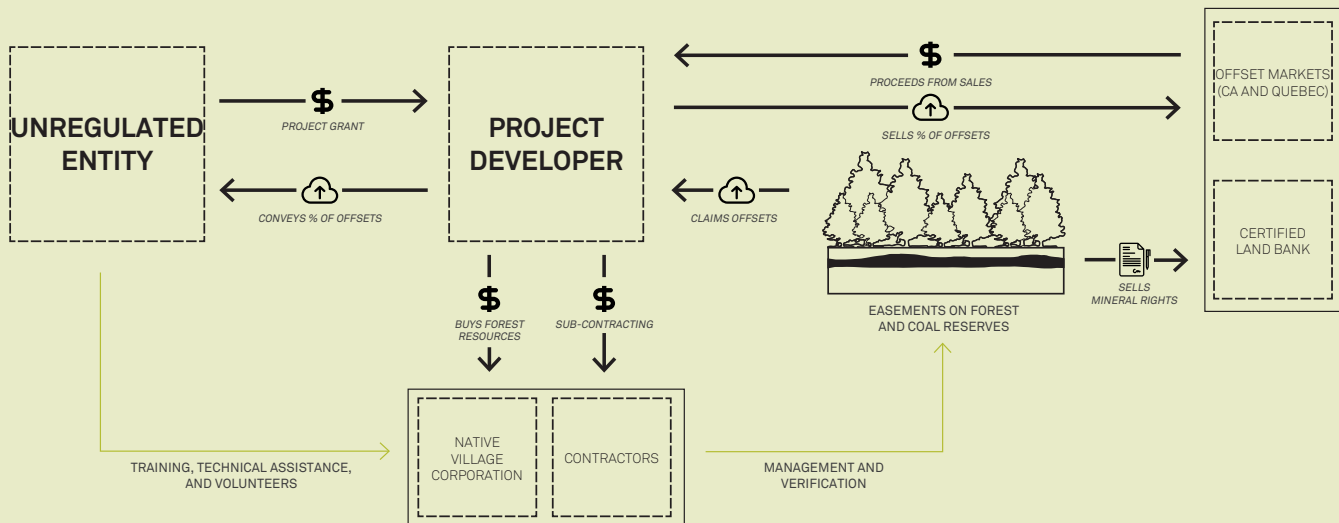 UNREGULATED
ENTITY
PROJECT GRANT
CONVEYS % OF OFFSETS
PROJECT
DEVELOPER
PROCEEDS FROM SALES
SELLS % OF OFFSETS
CLAIMS OFFSETS
OFFSET MARKETS
(CA AND QUEBEC)
CERTIFIED
LAND BANK
SELLS
MINERAL RIGHTS
EASEMENTS ON FOREST
AND COAL RESERVES
BUYS FOREST
RESOURCES
SUB-CONTRACTING
NATIVE
VILLAGE
CORPORATION
CONTRACTORS
TRAINING, TECHNICAL ASSISTANCE,
AND VOLUNTEERS
MANAGEMENT AND
VERIFICATION